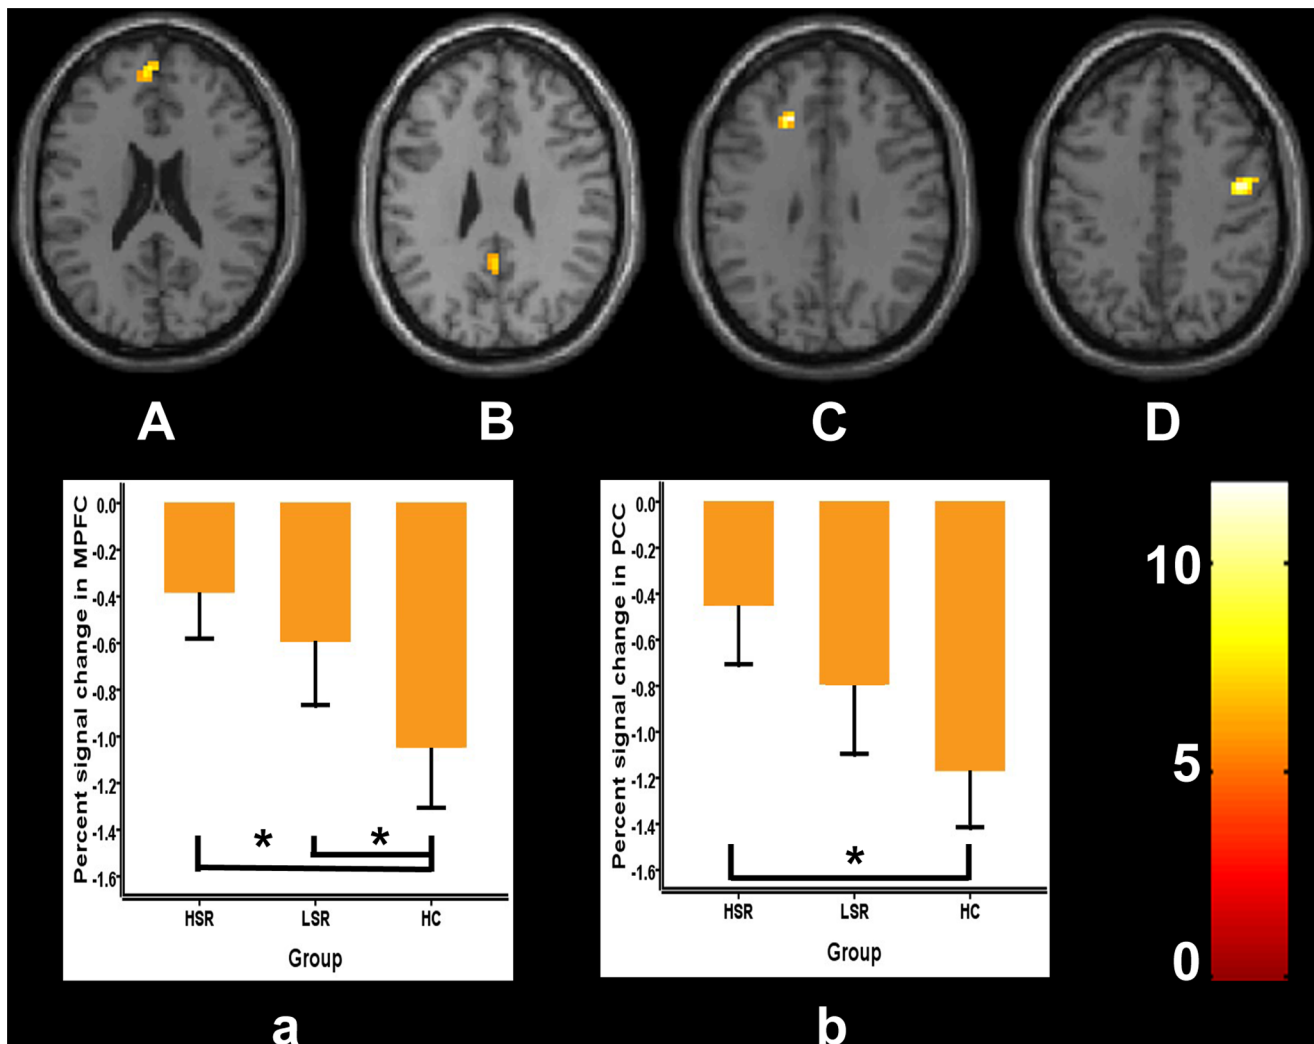 A
B
C
D
Percent signal change in MPFC
0.0
-0.2
-0.4
-0.6
-0.8
-1.0
-1.2
-1.4
-1.6
*
*
HSR
LSR
HC
Group
a
Percent signal change in PCC
0.0
-0.2
-0.4
-0.6
-0.8
-1.0
-1.2
-1.4
-1.6
*
HSR
LSR
HC
Group
b
10
5
0